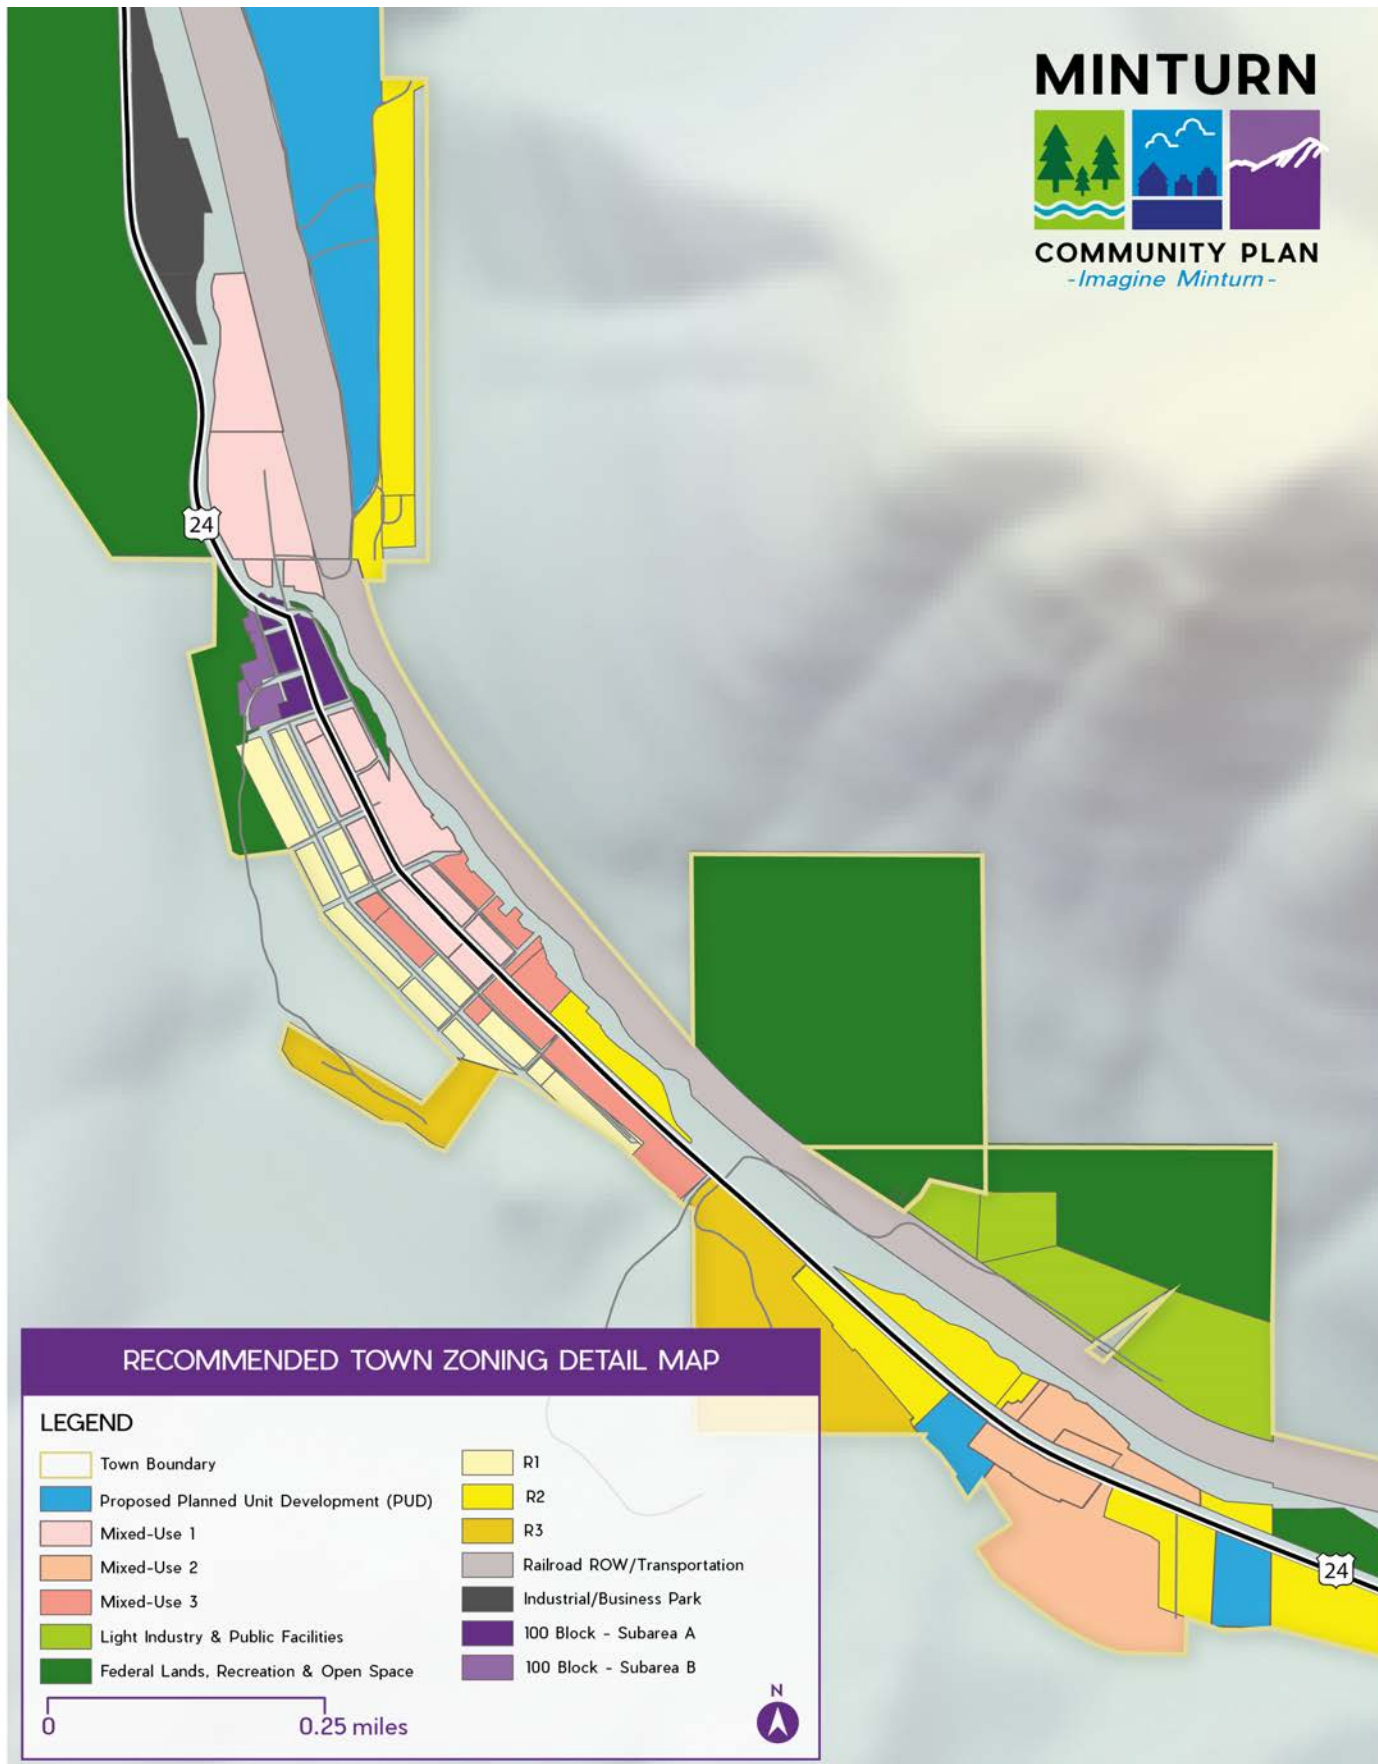 MINTURN
COMMUNITY PLAN
-Imagine Minturn-
24
24
RECOMMENDED TOWN ZONING DETAIL MAP
LEGEND
Town Boundary
Proposed Planned Unit Development (PUD)
Mixed-Use 1
Mixed-Use 2
Mixed-Use 3
Light Industry & Public Facilities
Federal Lands, Recreation & Open Space
R1
R2
R3
Railroad ROW/Transportation
Industrial/Business Park
100 Block - Subarea A
100 Block - Subarea B
0 0.25 miles
N